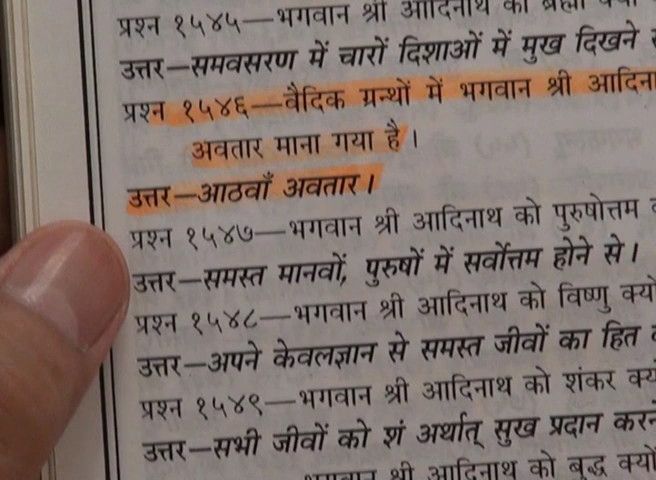 प्रश्न १५४५—भगवान श्री आदिनाथ को ब्रह्मा
उत्तर—समवसरण में चारों दिशाओं में मुख दिखने
प्रश्न १५४६—वैदिक ग्रन्थों में भगवान श्री
अवतार माना गया है।
उत्तर—आठवाँ अवतार।
प्रश्न १५४७—भगवान श्री आदिनाथ को पुरुषोत्तम
उत्तर—समस्त मानवों, पुरुषों में सर्वोत्तम होने से।
प्रश्न १५४८—भगवान श्री आदिनाथ को विष्णु
उत्तर—अपने केवलज्ञान से समस्त जीवों का हित
प्रश्न १५४९—भगवान श्री आदिनाथ को शंकर
उत्तर—सभी जीवों को शं अर्थात् सुख प्रदान
भगवान श्री आदिनाथ को बुद्ध